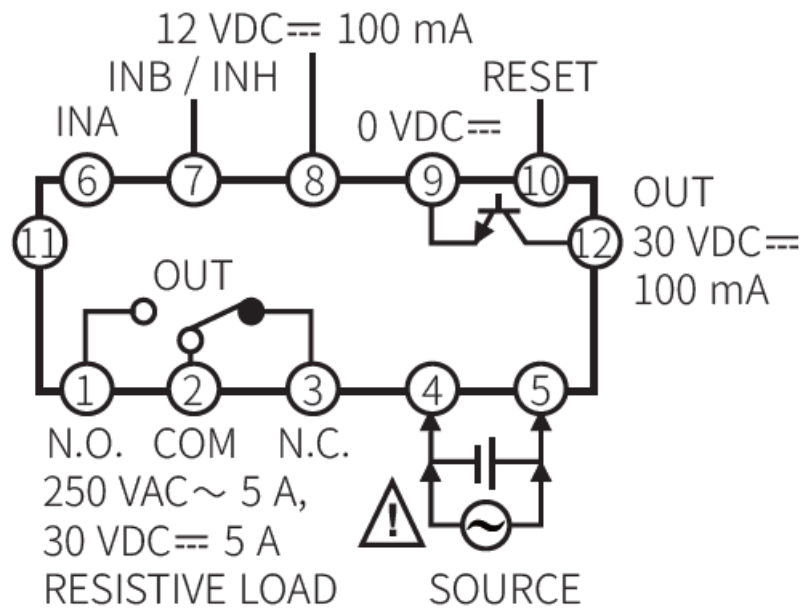 12 VDC⎓ 100 mA
INB / INH
RESET
INA
0 VDC⎓
6 7 8 9 10
OUT
11
12
30 VDC⎓
100 mA
OUT
1 2 3 4 5
N.O. COM N.C.
250 VAC～ 5 A,
30 VDC⎓ 5 A
!
RESISTIVE LOAD
SOURCE